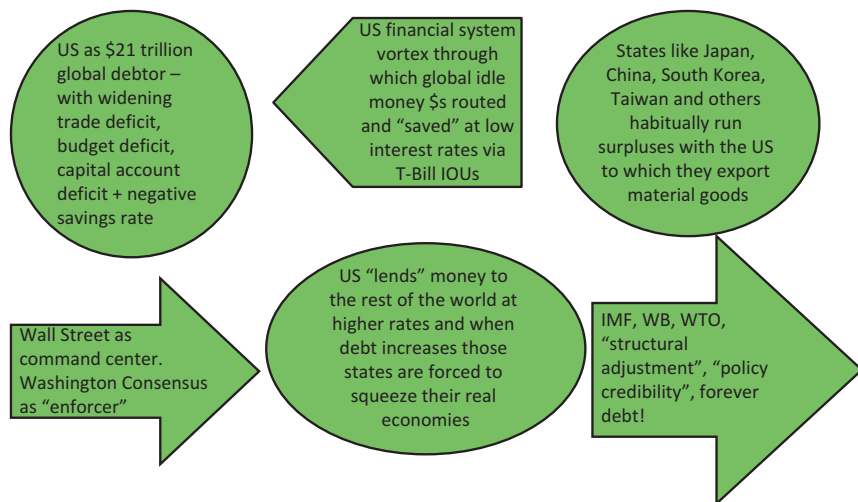 US as $21 trillion
global debtor –
with widening
trade deficit,
budget deficit,
capital account
deficit + negative
savings rate
US financial system
vortex through
which global idle
money $s routed
and “saved” at low
interest rates via
T-Bill IOUs
States like Japan,
China, South Korea,
Taiwan and others
habitually run
surpluses with the US
to which they export
material goods
Wall Street as
command center.
Washington Consensus
as “enforcer”
US “lends” money to
the rest of the world at
higher rates and when
debt increases those
states are forced to
squeeze their real
economies
IMF, WB, WTO,
“structural
adjustment”, “policy
credibility”, forever
debt!